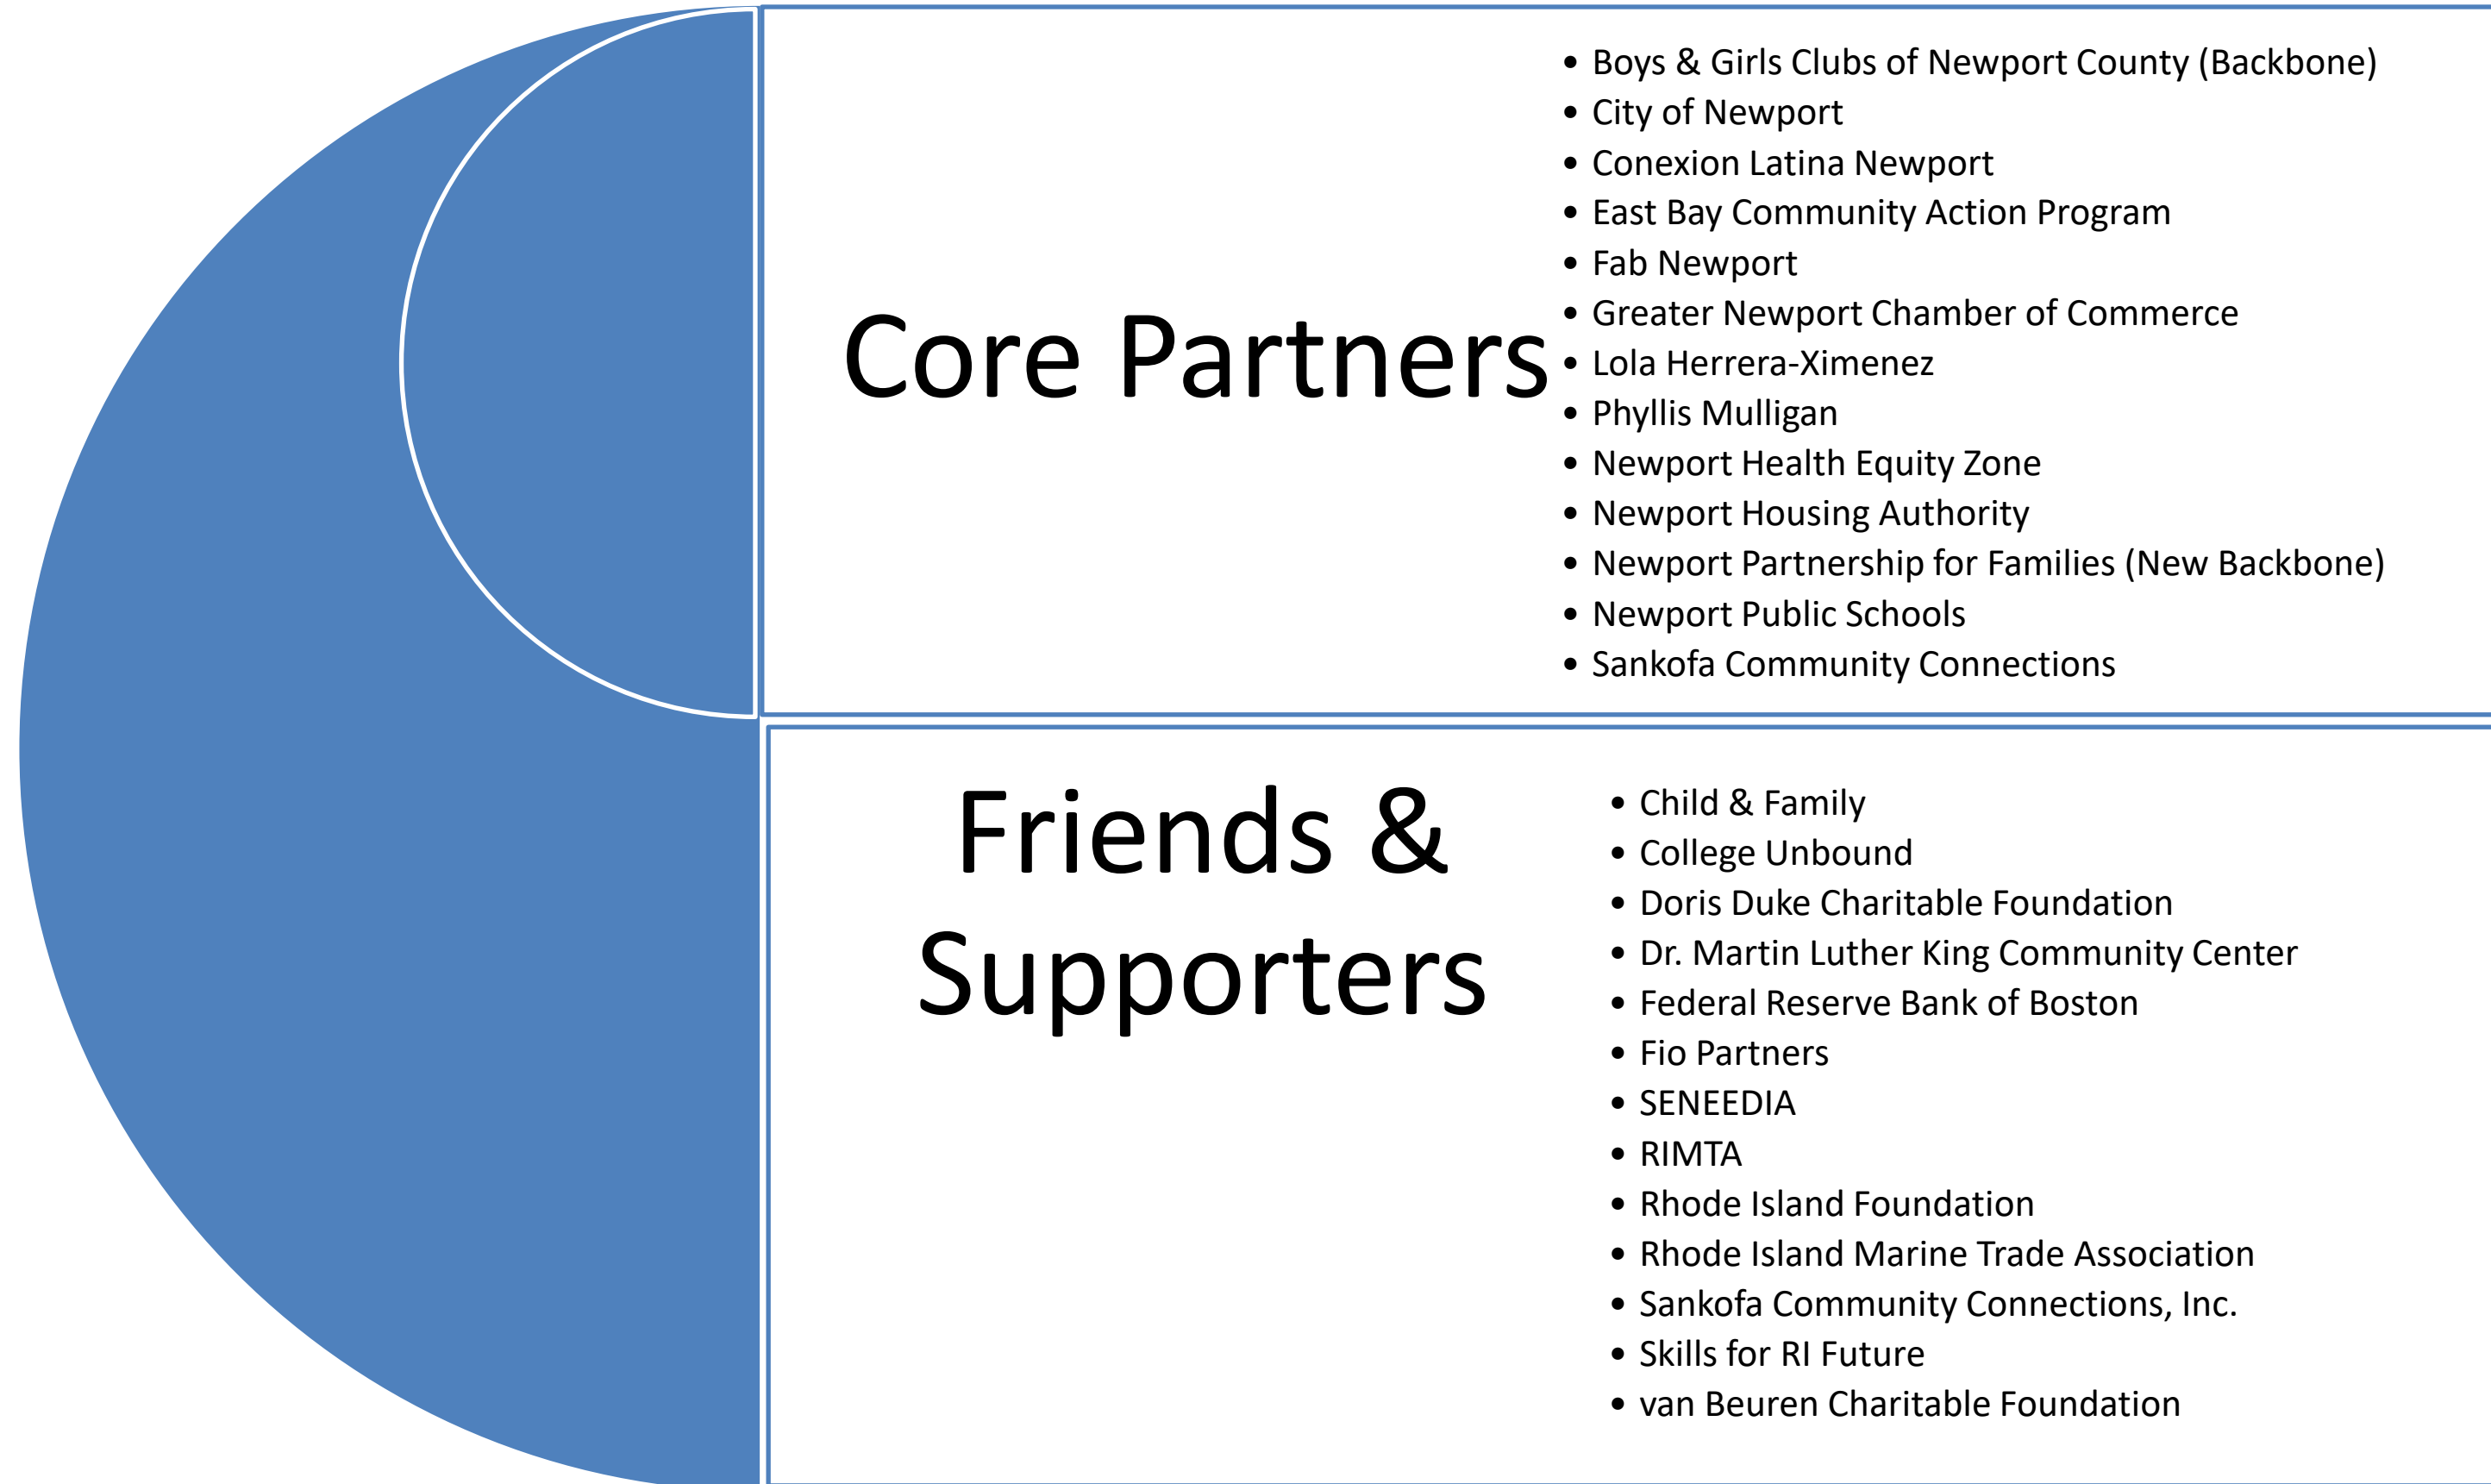 Core Partners
• Boys & Girls Clubs of Newport County (Backbone)
• City of Newport
• Conexion Latina Newport
• East Bay Community Action Program
• Fab Newport
• Greater Newport Chamber of Commerce
• Lola Herrera-Ximenez
• Phyllis Mulligan
• Newport Health Equity Zone
• Newport Housing Authority
• Newport Partnership for Families (New Backbone)
• Newport Public Schools
• Sankofa Community Connections
Friends &
Supporters
• Child & Family
• College Unbound
• Doris Duke Charitable Foundation
• Dr. Martin Luther King Community Center
• Federal Reserve Bank of Boston
• Fio Partners
• SENEEDIA
• RIMTA
• Rhode Island Foundation
• Rhode Island Marine Trade Association
• Sankofa Community Connections, Inc.
• Skills for RI Future
• van Beuren Charitable Foundation